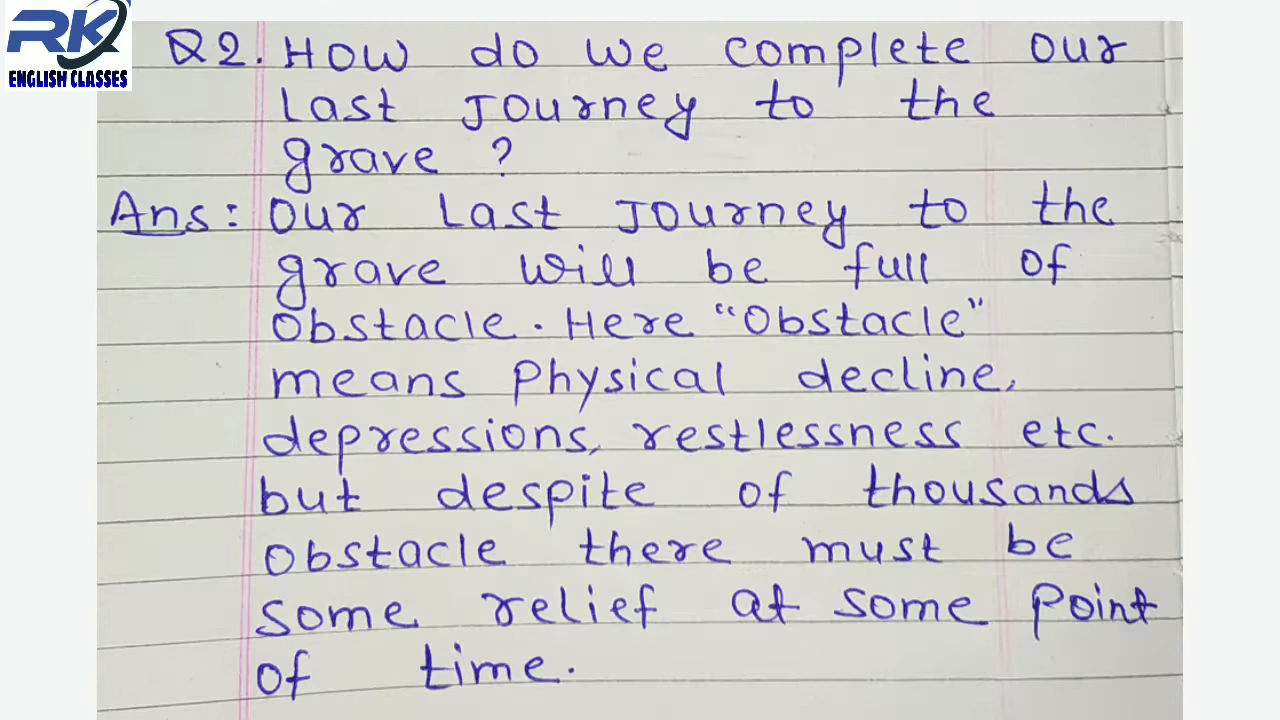 RK
ENGLISH CLASSES
Q2. How do we complete our
last Journey to the
grave ?
Ans: Our last Journey to the
grave will be full of
obstacle. Here "Obstacle"
means physical decline,
depressions, restlessness etc.
but despite of thousands
obstacle there must be
some relief at some point
of time.